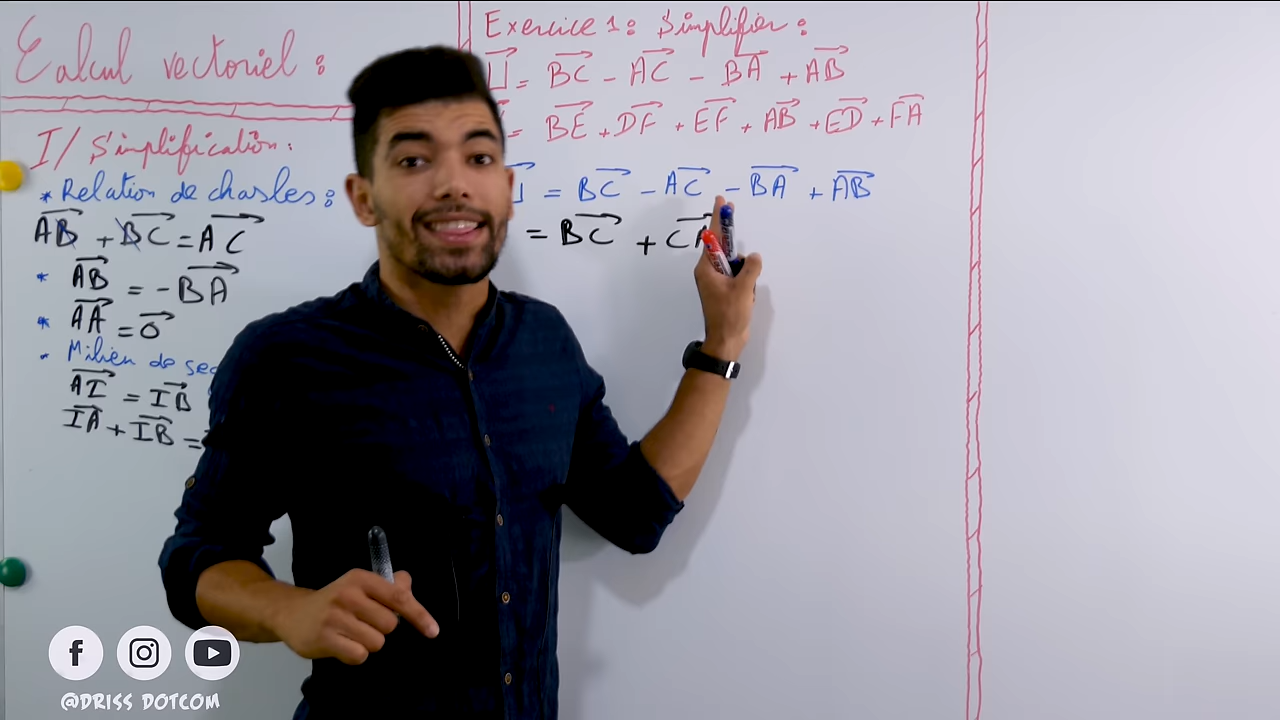 Calcul vectoriel :
I/ Simplification :
* Relation de chasles :
AB + BC = AC
* AB = -BA
* AA = 0
- Milieu de seg
AI = IB
IA + IB =
Exercice 1 : Simplifier :
U = BC - AC - BA + AB
= BE + DF + EF + AB + ED + FA
U = BC - AC - BA + AB
= BC + CA
@DRISS DOTCOM